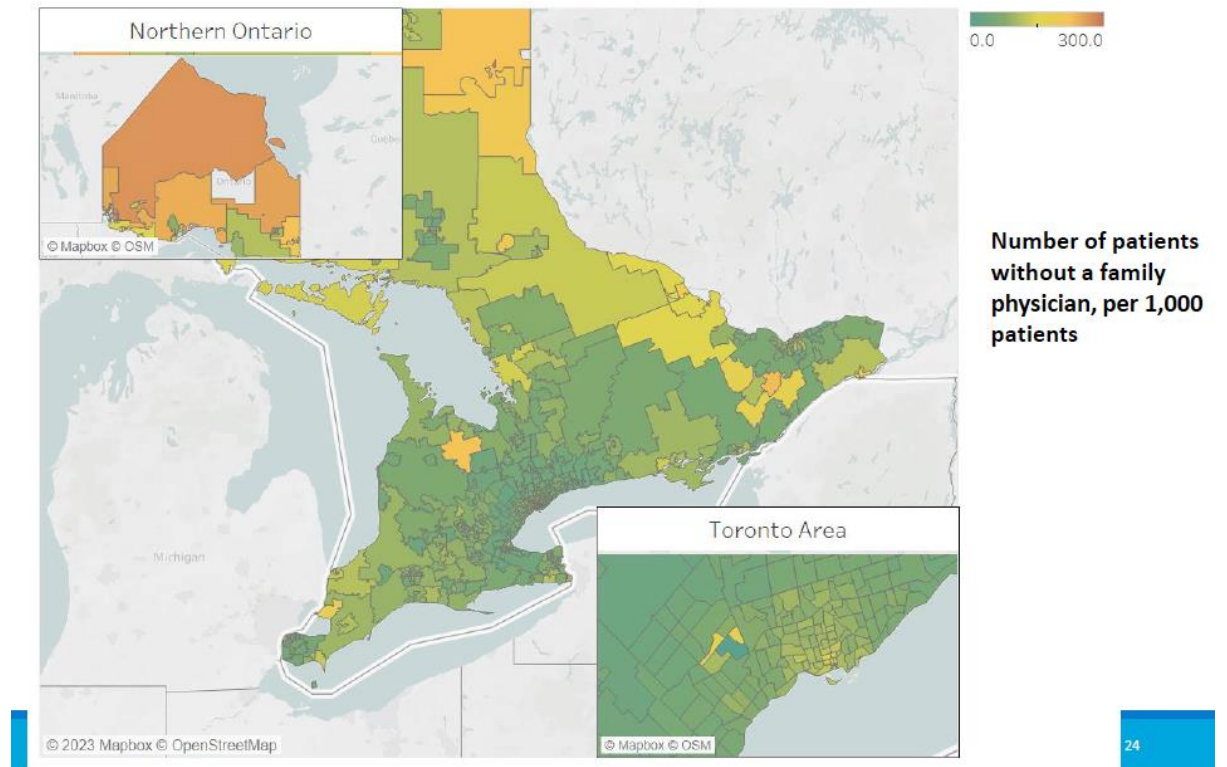 Northern Ontario
Manitoba
Ontario
© Mapbox © OSM
0.0 300.0
Number of patients
without a family
physician, per 1,000
patients
Michigan
Toronto Area
© 2023 Mapbox © OpenStreetMap
© Mapbox © OSM
24